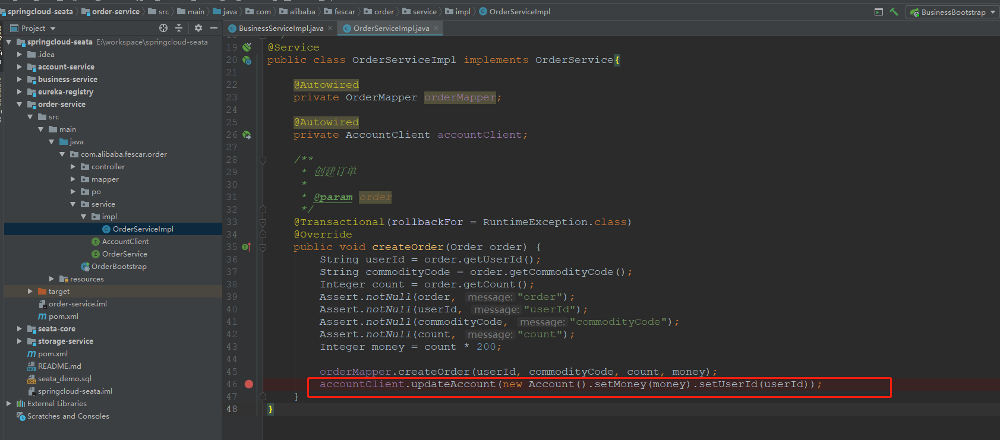 springcloud-seata order-service src main java com alibaba fescar order service impl OrderServiceImpl BusinessBootstrap
Project
springcloud-seata E:\workspace\springcloud-seata
.idea
account-service
business-service
eureka-registry
order-service
src
main
java
com.alibaba.fescar.order
controller
mapper
po
service
impl
OrderServiceImpl
AccountClient
OrderService
OrderBootstrap
resources
target
order-service.iml
pom.xml
seata-core
storage-service
pom.xml
README.md
seata_demo.sql
springcloud-seata.iml
External Libraries
Scratches and Consoles
BusinessServiceImpl.java OrderServiceImpl.java
19 @Service
20 public class OrderServiceImpl implements OrderService{
21
22 @Autowired
23 private OrderMapper orderMapper;
24
25 @Autowired
26 private AccountClient accountClient;
27
28 /**
29 * 创建订单
30 *
31 * @param order
32 */
33 @Transactional(rollbackFor = RuntimeException.class)
34 @Override
35 public void createOrder(Order order) {
36 String userId = order.getUserId();
37 String commodityCode = order.getCommodityCode();
38 Integer count = order.getCount();
39 Assert.notNull(order, message: "order");
40 Assert.notNull(userId, message: "userId");
41 Assert.notNull(commodityCode, message: "commodityCode");
42 Assert.notNull(count, message: "count");
43 Integer money = count * 200;
44
45 orderMapper.createOrder(userId, commodityCode, count, money);
46 accountClient.updateAccount(new Account().setMoney(money).setUserId(userId));
47 }
48 }